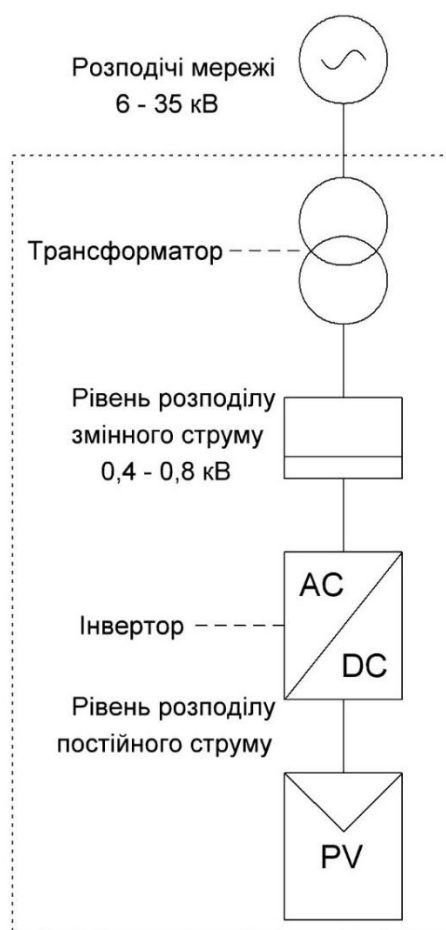 Розподічі мережі
6 - 35 кВ
Трансформатор
Рівень розподілу
змінного струму
0,4 - 0,8 кВ
AC
DC
Інвертор
Рівень розподілу
постійного струму
PV